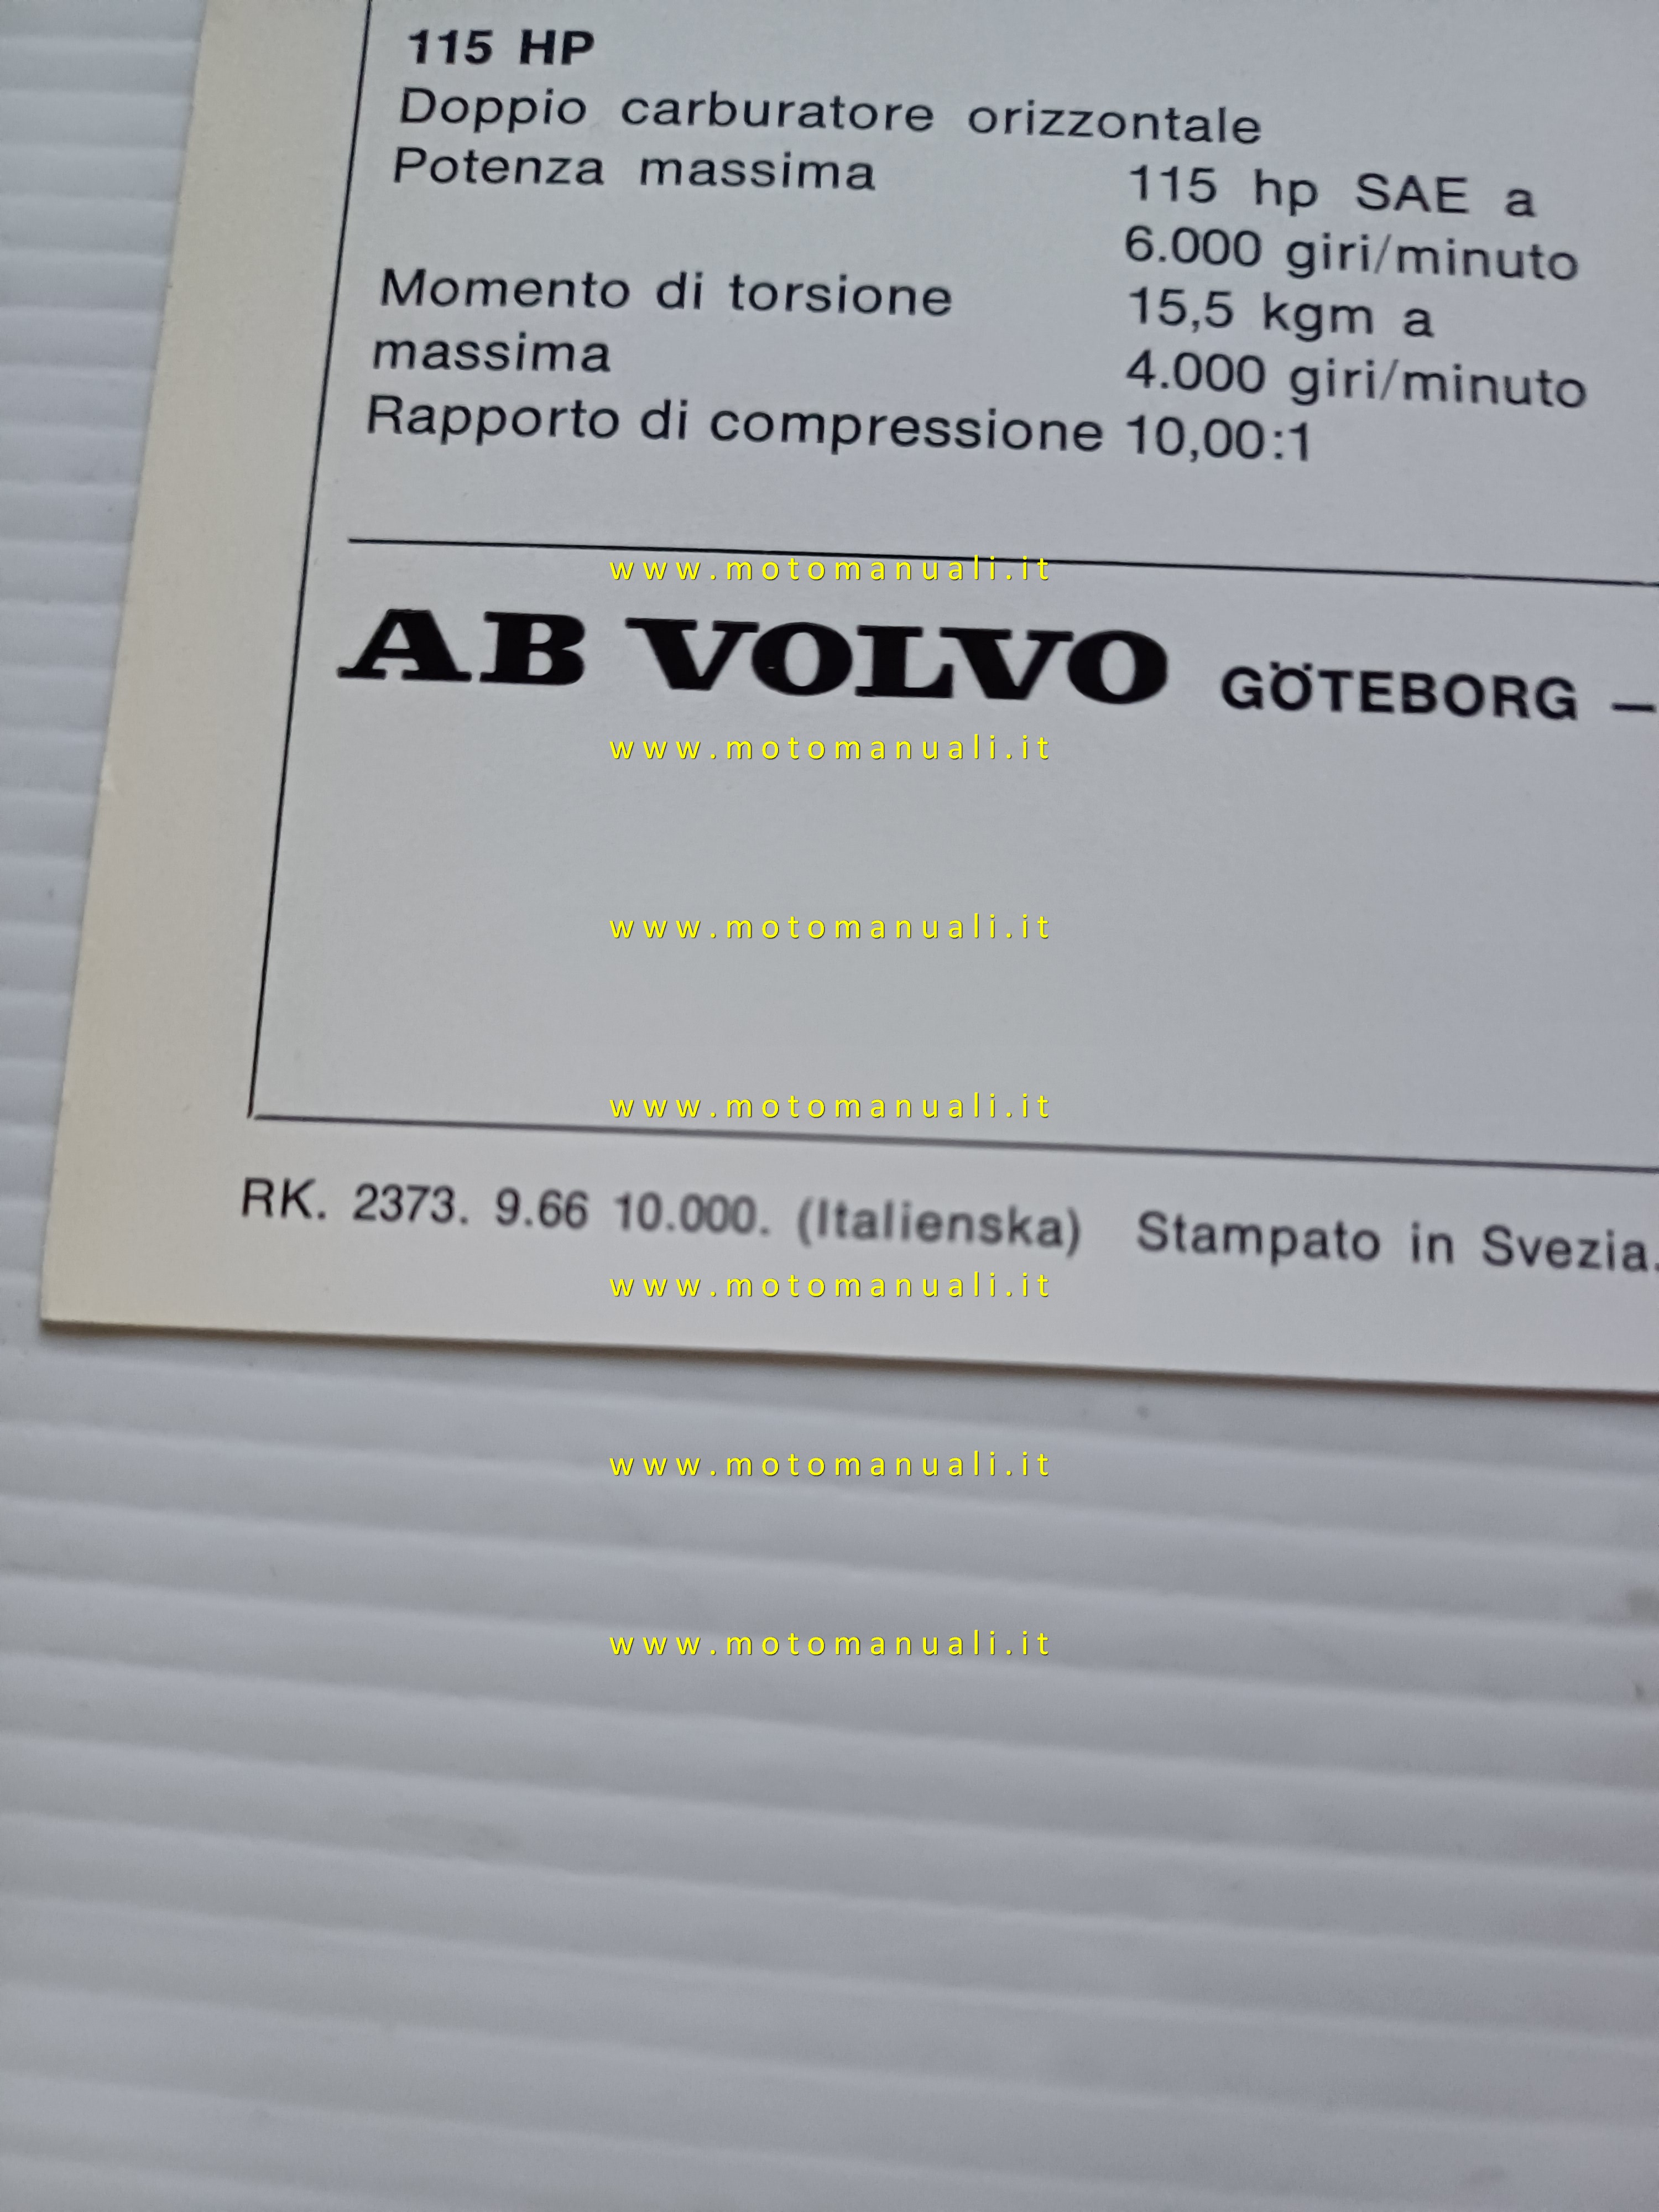 115 HP
Doppio carburatore orizzontale
Potenza massima 115 hp SAE a
6.000 giri/minuto
Momento di torsione 15,5 kgm a
massima 4.000 giri/minuto
Rapporto di compressione 10,00:1
www.motomanuali.it
AB VOLVO GÖTEBORG —
www.motomanuali.it
www.motomanuali.it
www.motomanuali.it
RK. 2373. 9.66 10.000. (Italienska) Stampato in Svezia.
www.motomanuali.it
www.motomanuali.it
www.motomanuali.it